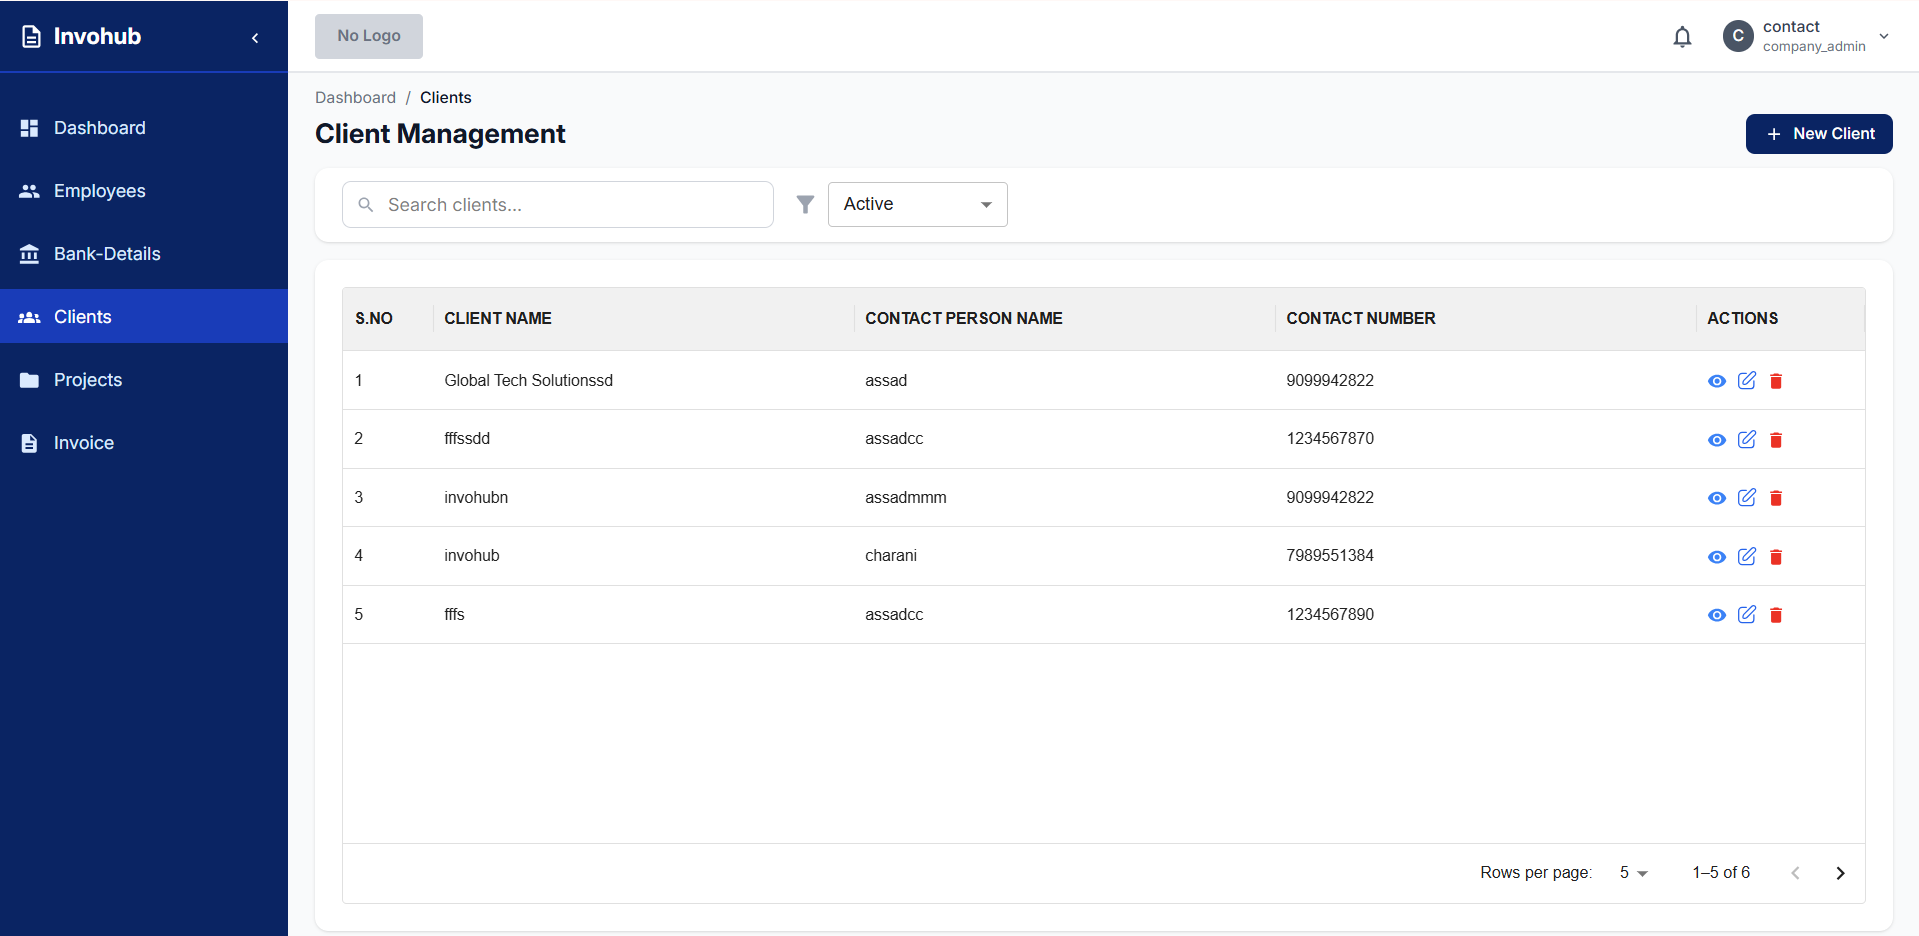 Invohub
No Logo
C
contact
company_admin
Dashboard
Employees
Bank-Details
Clients
Projects
Invoice
Dashboard / Clients
Client Management
+ New Client
Search clients...
Active
S.NO CLIENT NAME CONTACT PERSON NAME CONTACT NUMBER ACTIONS
1 Global Tech Solutionssd assad 9099942822
2 fffssdd assadcc 1234567870
3 invohubn assadmmm 9099942822
4 invohub charani 7989551384
5 fffs assadcc 1234567890
Rows per page: 5 1–5 of 6